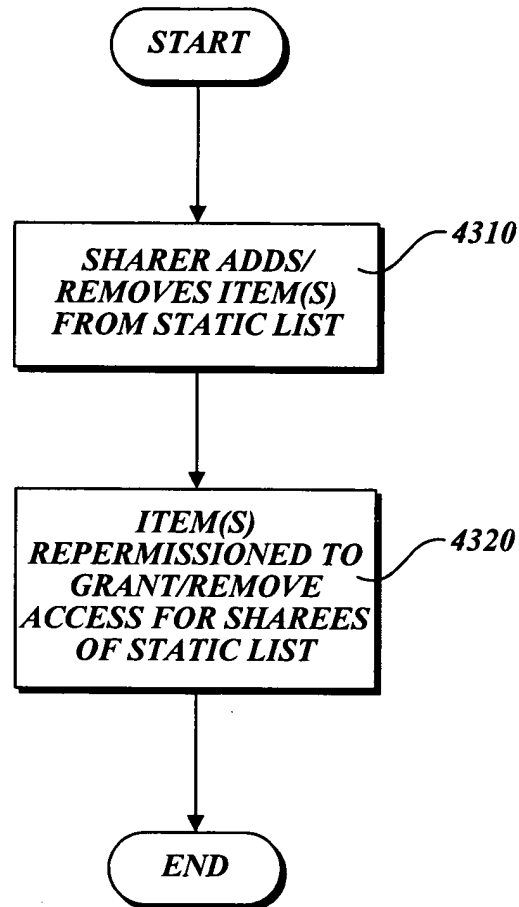 START
SHARER ADDS/
REMOVES ITEM(S)
FROM STATIC LIST
4310
ITEM(S)
REPERMISSIONED TO
GRANT/REMOVE
ACCESS FOR SHAREES
OF STATIC LIST
4320
END